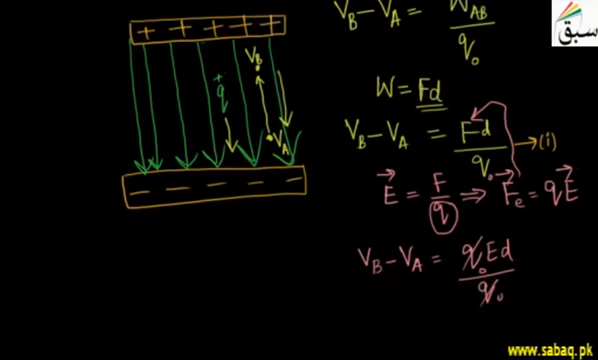 V_B − V_A = W_AB / q₀
سبق
W = Fd
V_B − V_A = Fd / q₀ → (i)
E⃗ = F / q ⇒ F⃗_e = qE⃗
V_B − V_A = q₀Ed / q₀
+ + + + +
V_B
+
q
V_A
− − − − −
www.sabaq.pk